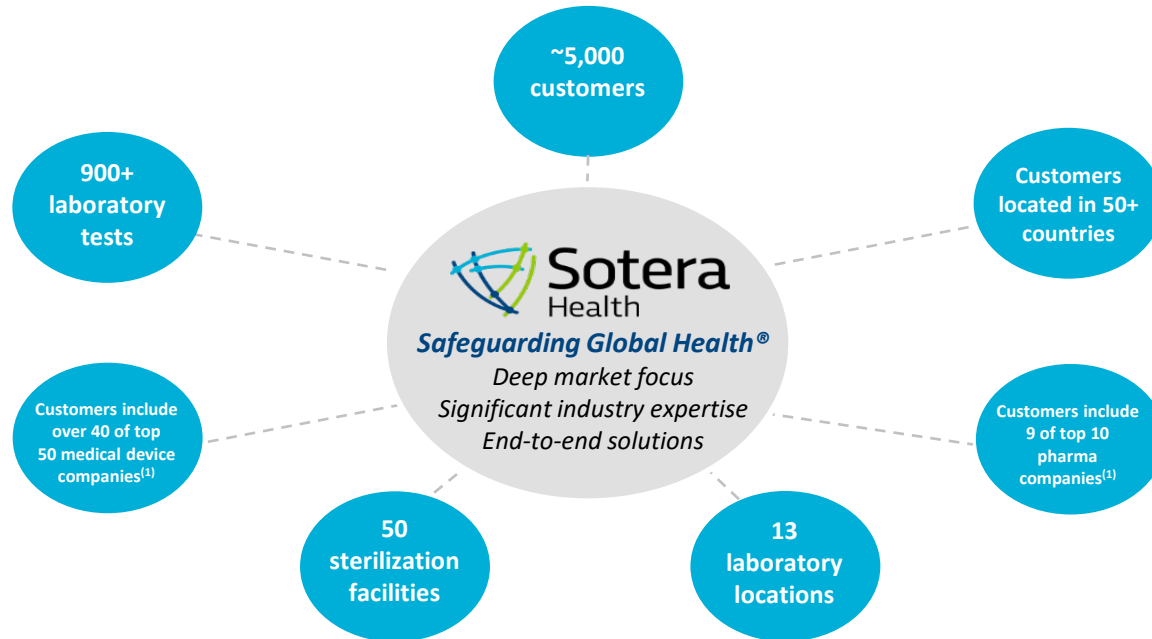 ~5,000
customers
900+
laboratory
tests
Customers
located in 50+
countries
Sotera
Health
Safeguarding Global Health®
Deep market focus
Significant industry expertise
End-to-end solutions
Customers include
over 40 of top
50 medical device
companies(1)
Customers include
9 of top 10
pharma
companies(1)
50
sterilization
facilities
13
laboratory
locations